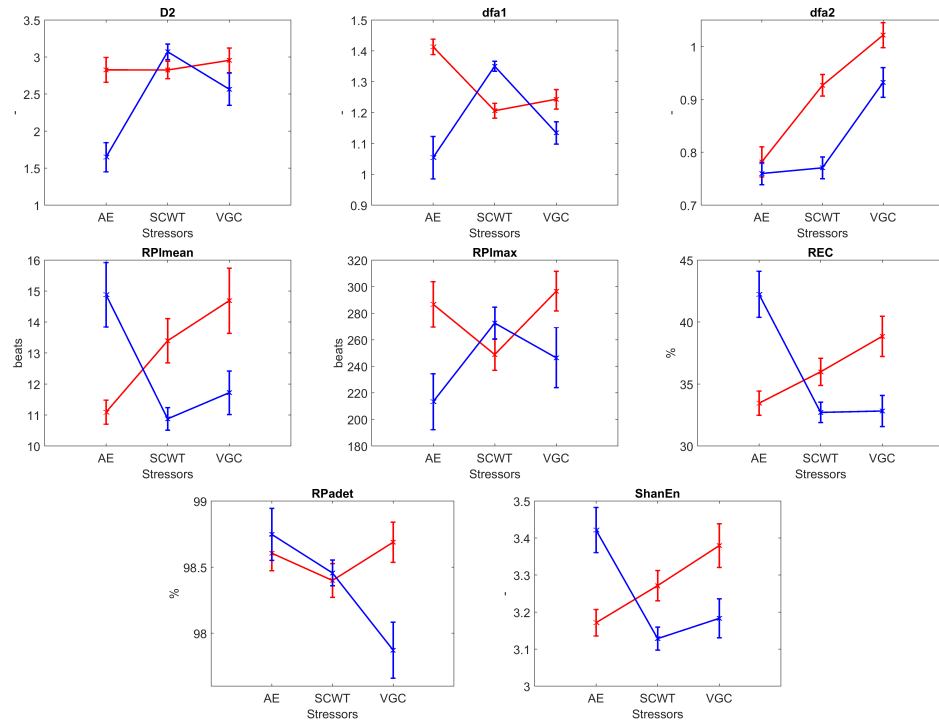 D2
3.5
3
2.5
2
1.5
1
-
AE SCWT VGC
Stressors
dfa1
1.5
1.4
1.3
1.2
1.1
1
0.9
-
AE SCWT VGC
Stressors
dfa2
1
0.9
0.8
0.7
-
AE SCWT VGC
Stressors
RPlmean
16
15
14
13
12
11
10
beats
AE SCWT VGC
Stressors
RPlmax
320
300
280
260
240
220
200
180
beats
AE SCWT VGC
Stressors
REC
45
40
35
30
%
AE SCWT VGC
Stressors
RPadet
99
98.5
98
%
AE SCWT VGC
Stressors
ShanEn
3.5
3.4
3.3
3.2
3.1
3
-
AE SCWT VGC
Stressors